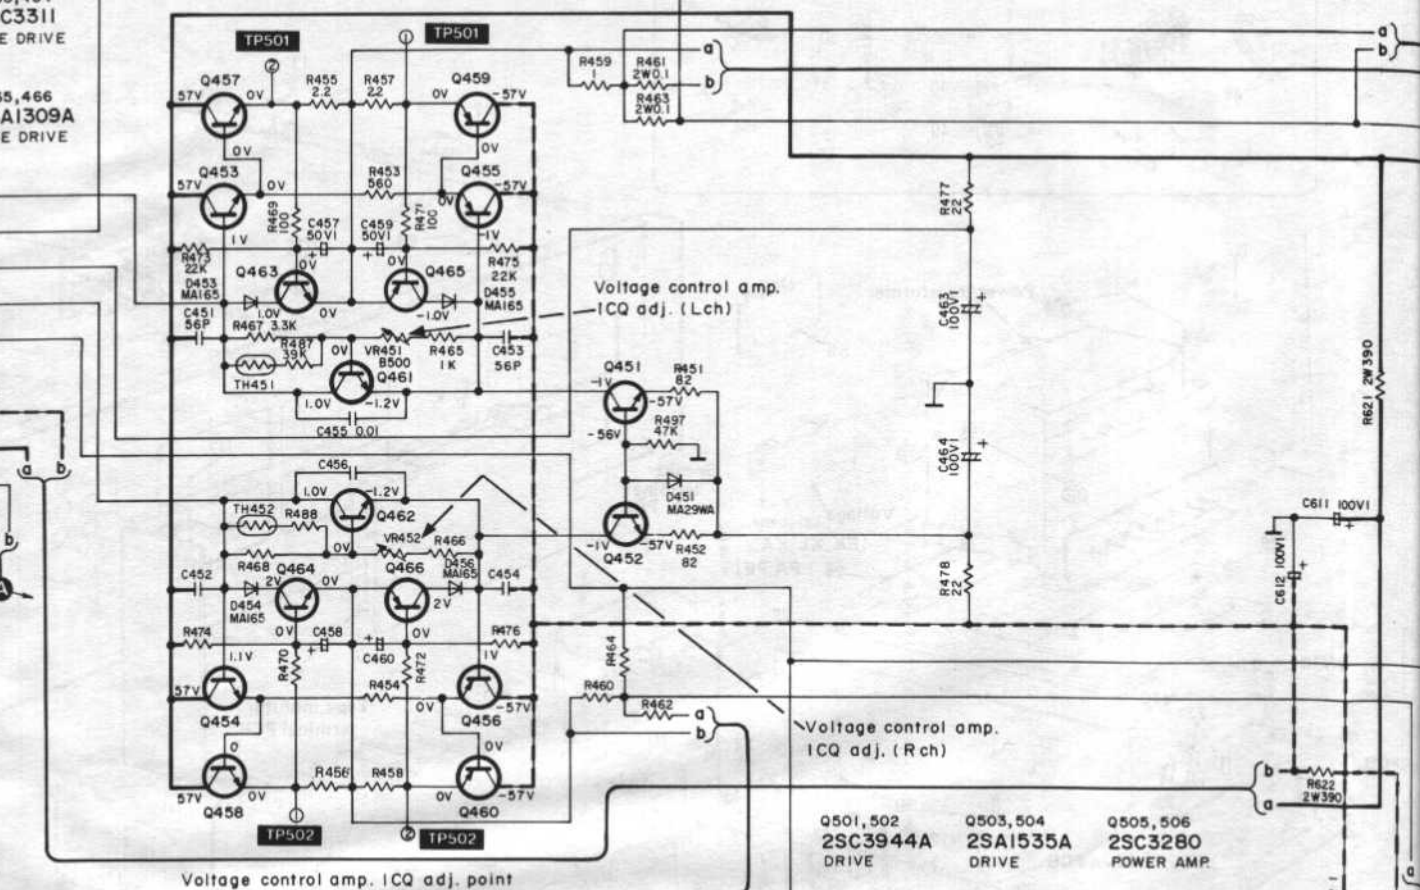 C3311
E DRIVE
TP501
TP501
Q457
R455
2.2
R457
2.2
Q459
R459
1
R461
2W0.1
R463
2W0.1
a
b
a
b
57V
0V
0V
-57V
5,466
A1309A
E DRIVE
0V
0V
Q453
57V
0V
R453
560
Q455
-57V
0V
R469
100
C457
50V1
C459
50V1
R471
100
R477
22
1V
-1V
R473
22K
Q463
0V
0V
Q465
R475
22K
D453
MA165
1.0V
0V
-1.0V
D455
MA165
Voltage control amp.
ICQ adj. (Lch)
C451
56P
R467 3.3K
R487
39K
0V
VR451
B500
R465
1K
C453
56P
C463
100V1
TH451
Q461
1.0V
-1.2V
C455 0.01
Q451
R451
82
-1V
-57V
R497
47K
-56V
R621 2W390
a
b
C456
1.0V
-1.2V
C464
100V1
TH452
R488
Q462
D451
MA29WA
C611 100V1
b
0V
VR452
R466
-1V
Q452
-57V
R452
82
R468
Q464
0V
Q466
D456
MA165
C452
2V
C454
R478
22
C612 100V1
A
D454
MA165
2V
0V
0V
R474
C458
C460
R476
R470
R472
R464
1.1V
1V
57V
R454
R460
-57V
Q454
Q456
R462
a
b
0
0V
Voltage control amp.
ICQ adj. (Rch)
R456
R458
57V
0V
0V
-57V
Q458
Q460
b
a
R622
2W390
TP502
TP502
Q501,502
2SC3944A
DRIVE
Q503,504
2SA1535A
DRIVE
Q505,506
2SC3280
POWER AMP.
Voltage control amp. ICQ adj. point
a